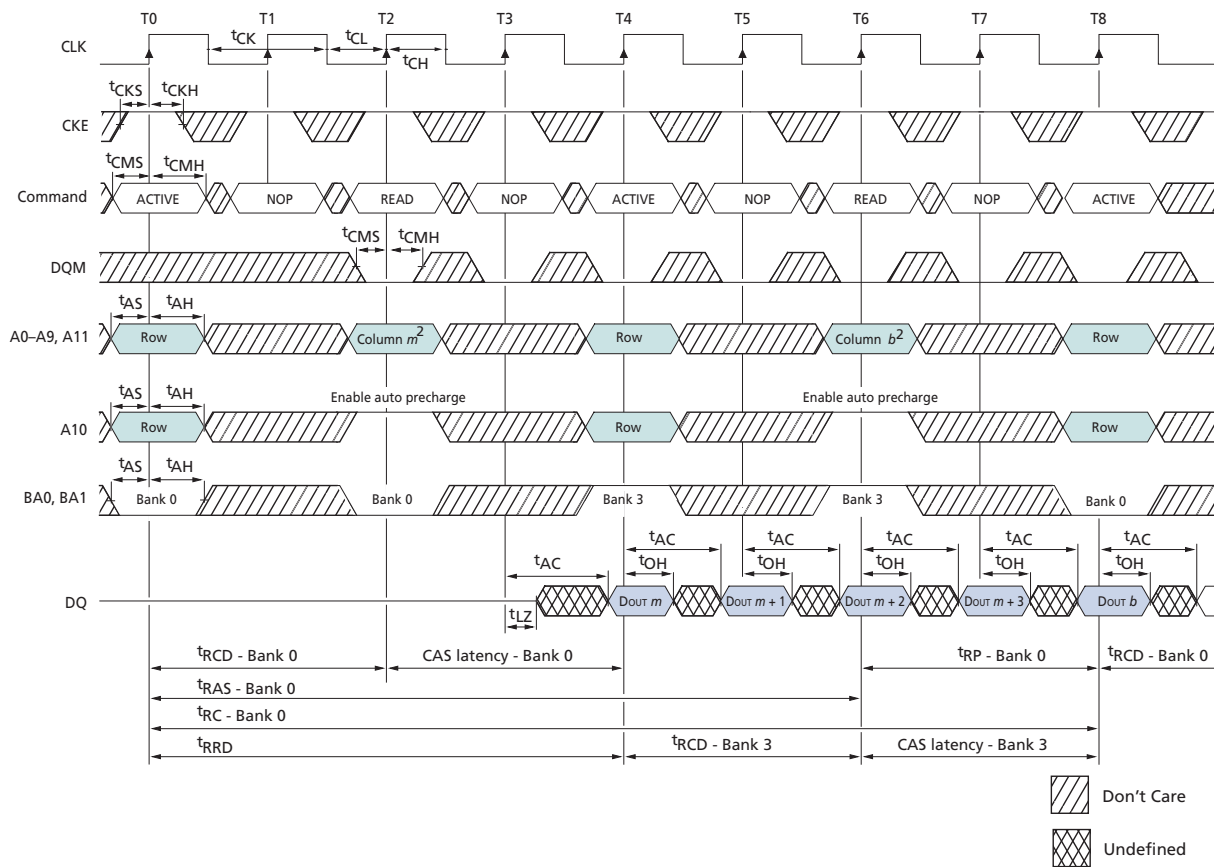 T0 T1 T2 T3 T4 T5 T6 T7 T8
CLK tCK tCL tCH
tCKS tCKH
CKE
tCMS tCMH
Command ACTIVE NOP READ NOP ACTIVE NOP READ NOP ACTIVE
tCMS tCMH
DQM
tAS tAH
A0–A9, A11 Row Column m2 Row Column b2 Row
tAS tAH Enable auto precharge Enable auto precharge
A10 Row Row Row
tAS tAH
BA0, BA1 Bank 0 Bank 0 Bank 3 Bank 3 Bank 0
tAC tAC tAC tAC tAC tAC
tOH tOH tOH tOH tOH
DQ DOUT m DOUT m + 1 DOUT m + 2 DOUT m + 3 DOUT b
tLZ
tRCD - Bank 0 CAS latency - Bank 0 tRP - Bank 0 tRCD - Bank 0
tRAS - Bank 0
tRC - Bank 0
tRRD tRCD - Bank 3 CAS latency - Bank 3
Don't Care
Undefined